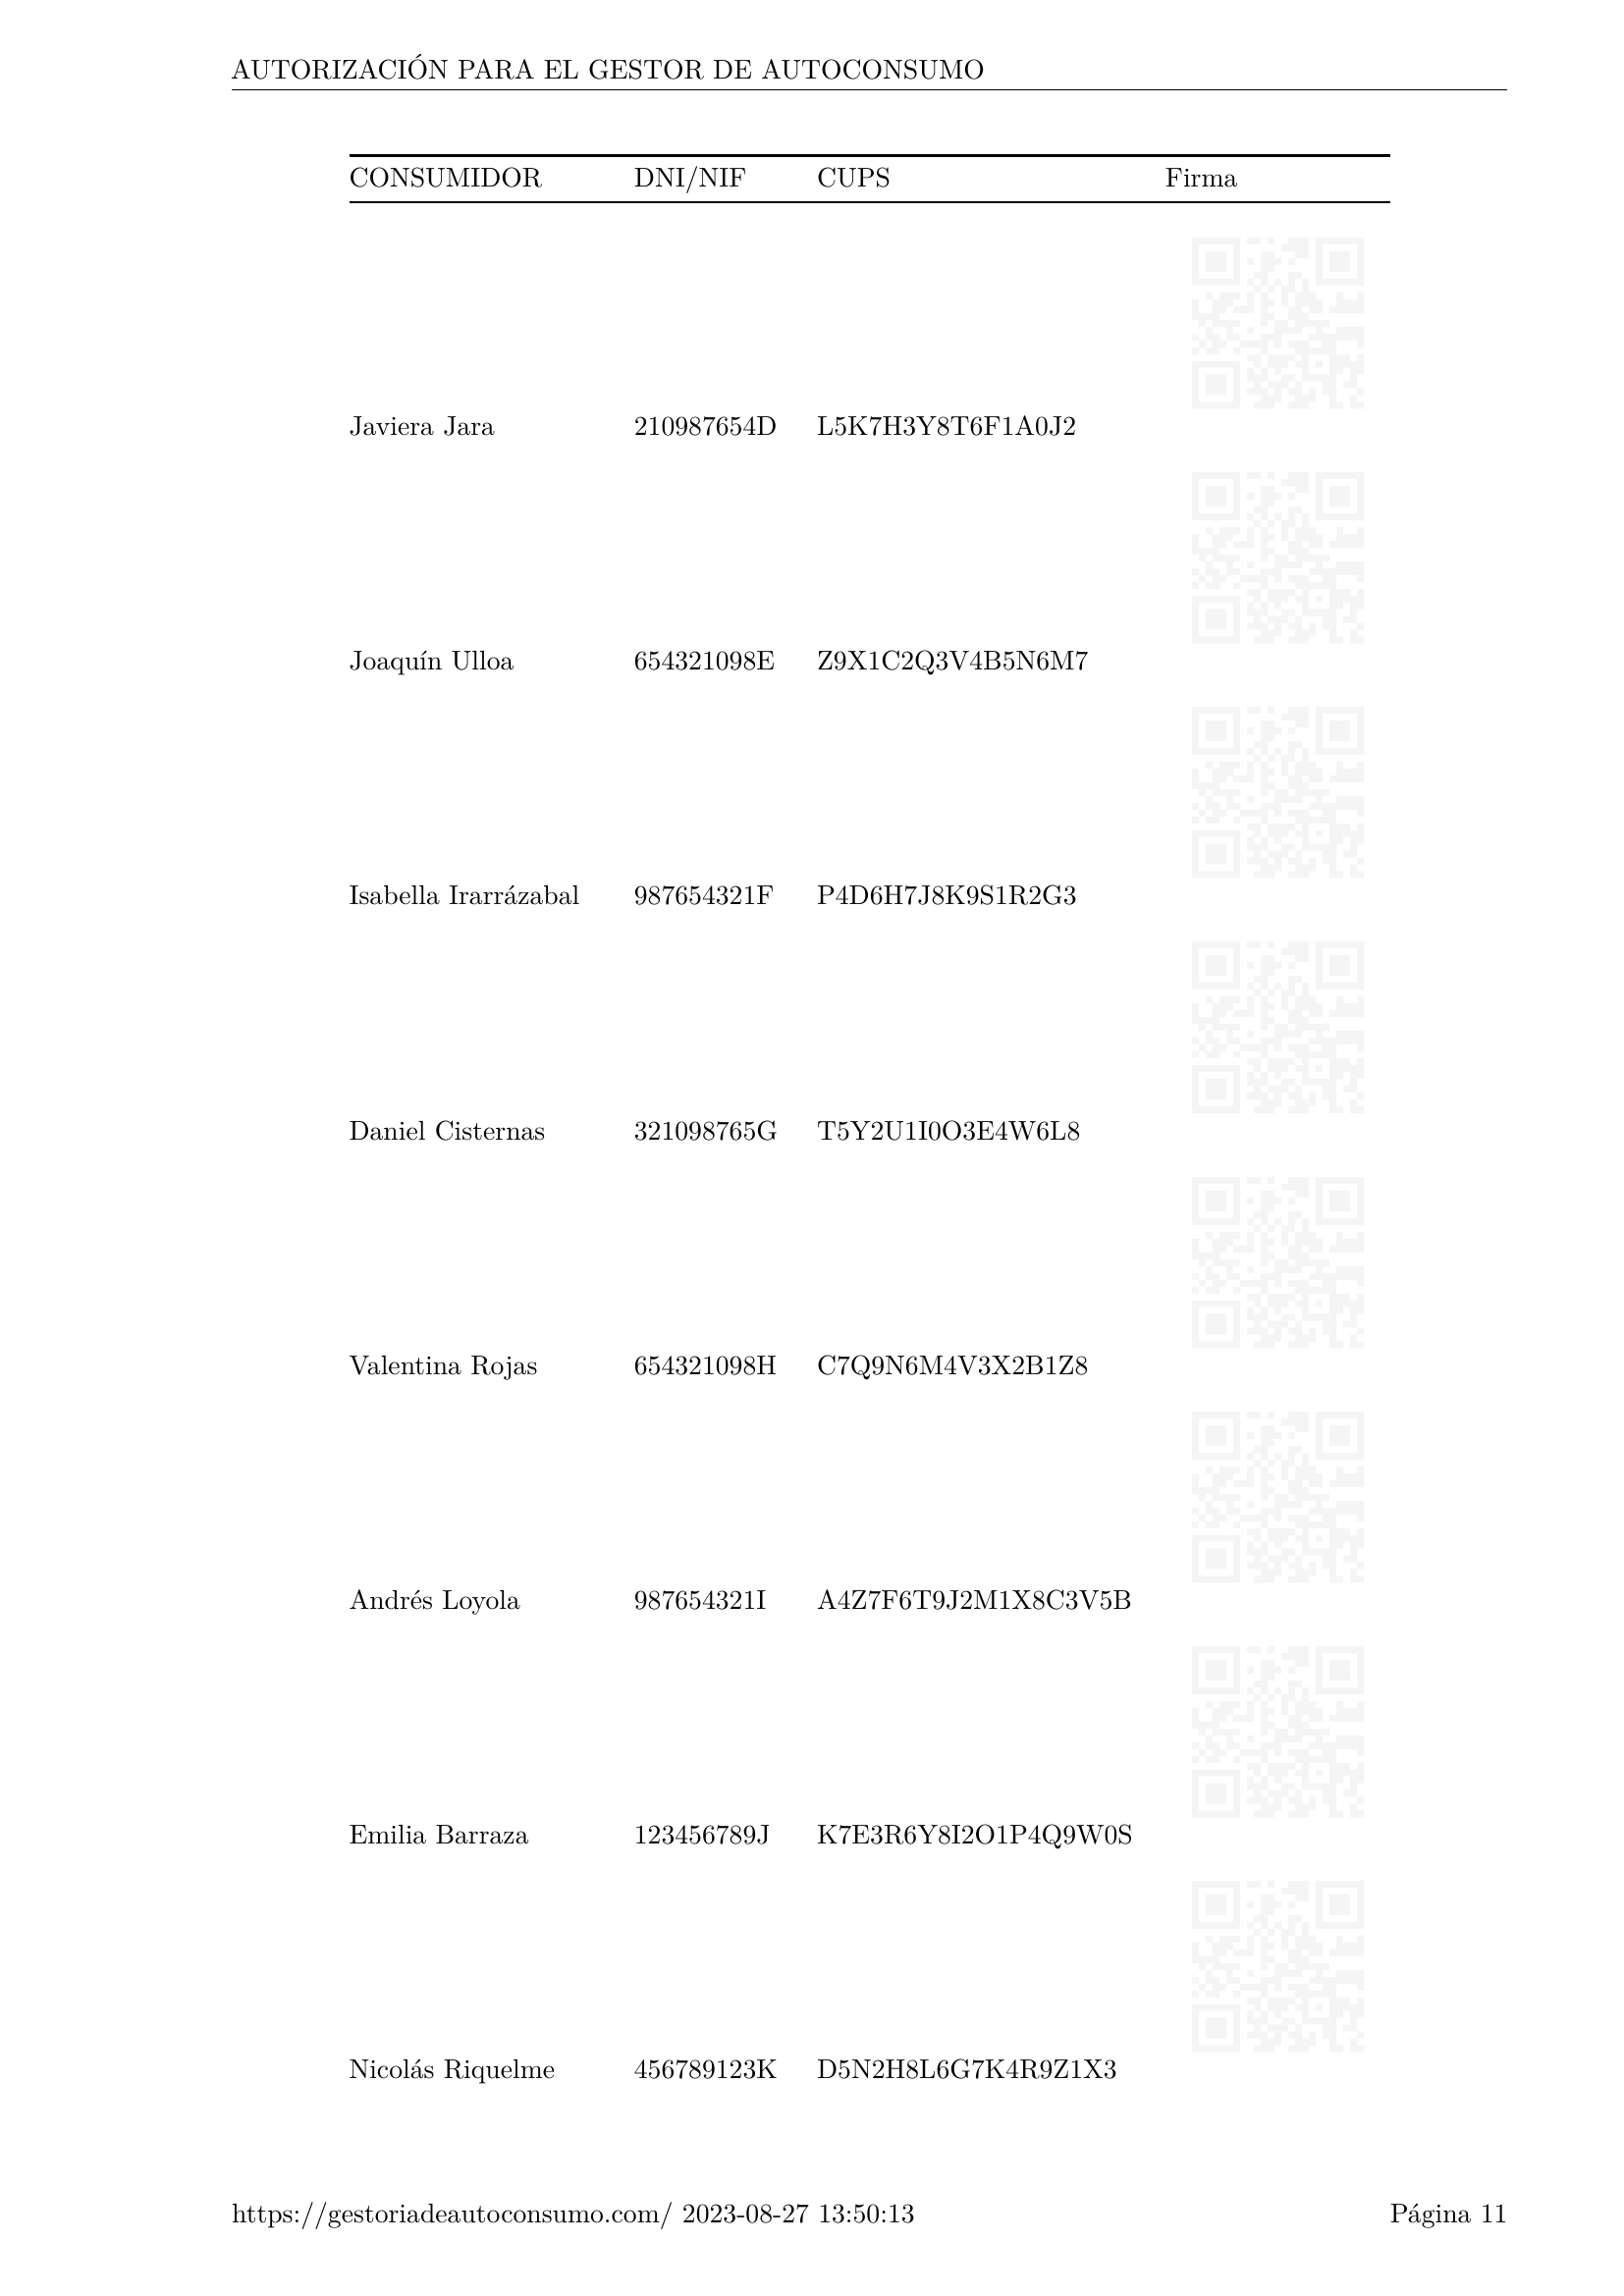 AUTORIZACIÓN PARA EL GESTOR DE AUTOCONSUMO
CONSUMIDOR DNI/NIF CUPS Firma
Javiera Jara 210987654D L5K7H3Y8T6F1A0J2
Joaquín Ulloa 654321098E Z9X1C2Q3V4B5N6M7
Isabella Irarrázabal 987654321F P4D6H7J8K9S1R2G3
Daniel Cisternas 321098765G T5Y2U1I0O3E4W6L8
Valentina Rojas 654321098H C7Q9N6M4V3X2B1Z8
Andrés Loyola 987654321I A4Z7F6T9J2M1X8C3V5B
Emilia Barraza 123456789J K7E3R6Y8I2O1P4Q9W0S
Nicolás Riquelme 456789123K D5N2H8L6G7K4R9Z1X3
https://gestoriadeautoconsumo.com/ 2023-08-27 13:50:13 Página 11